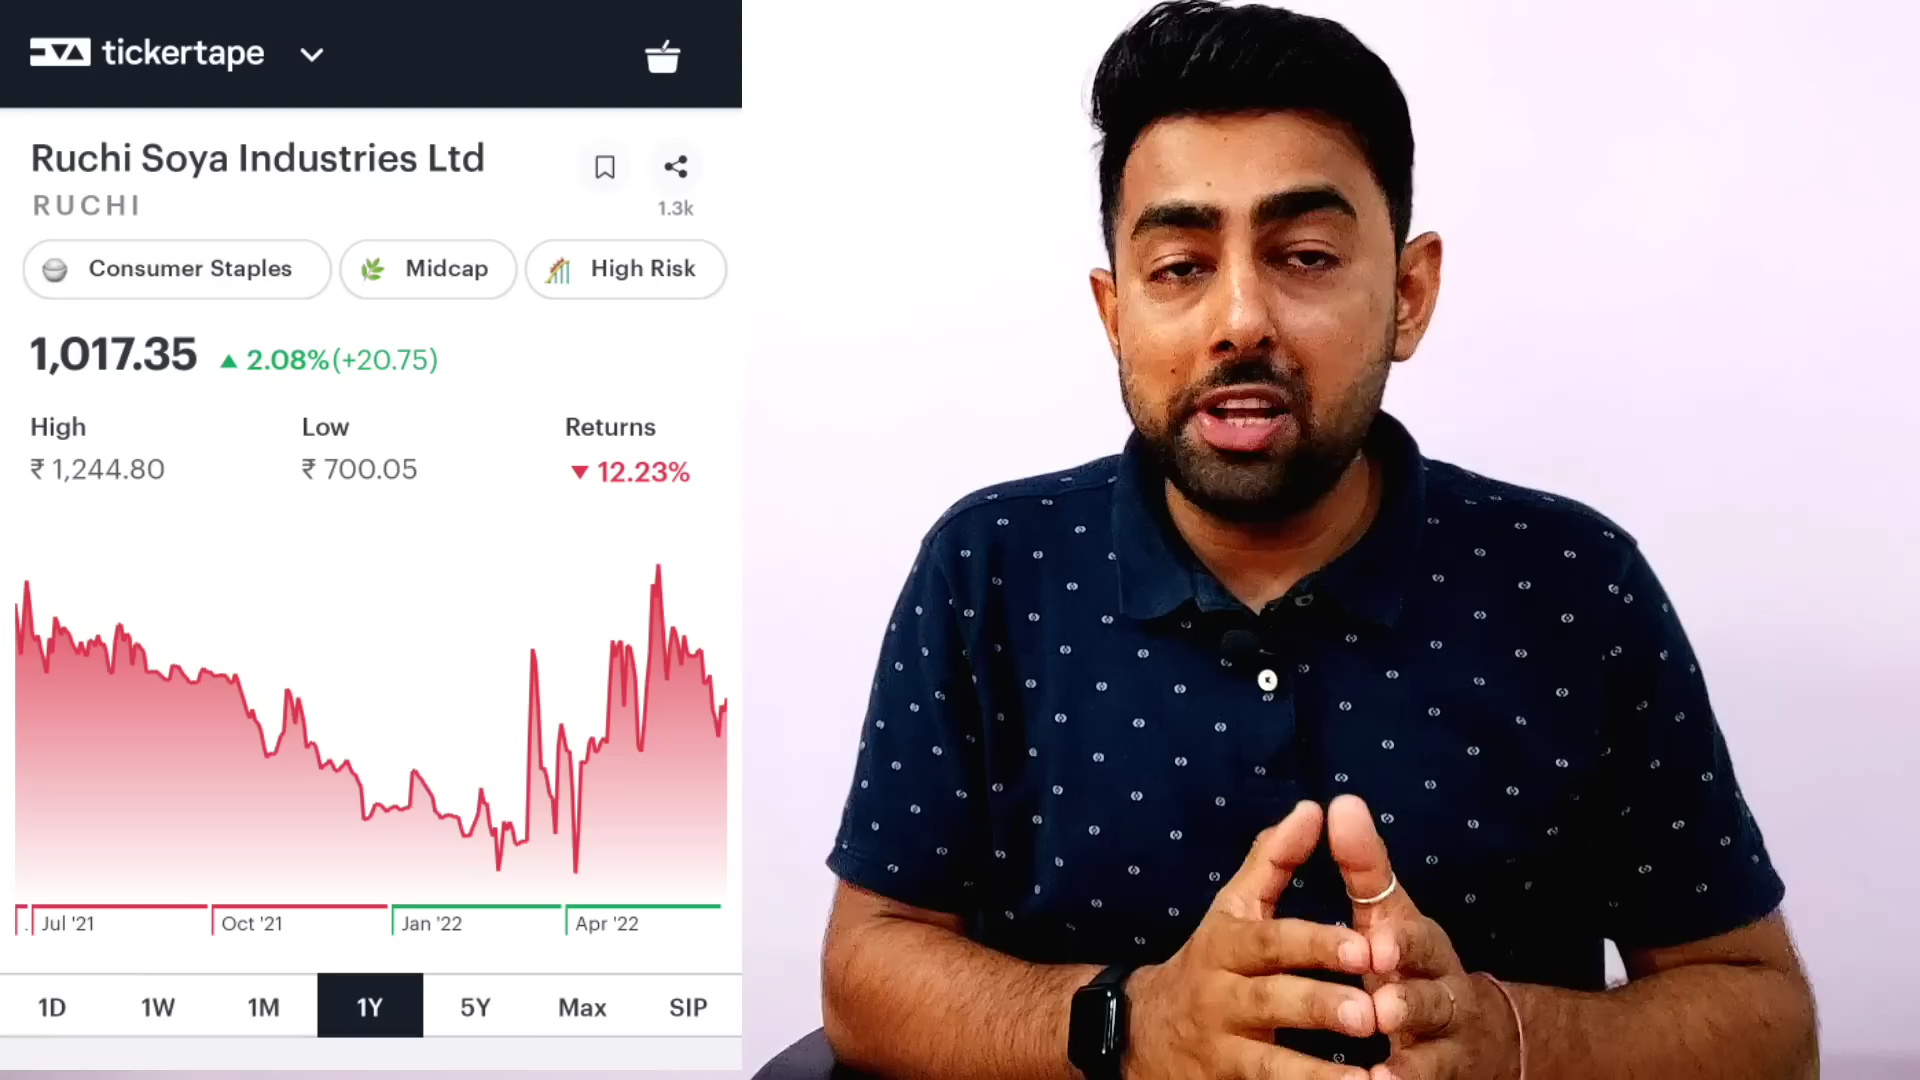 tickertape
Ruchi Soya Industries Ltd
RUCHI
1.3k
Consumer Staples
Midcap
High Risk
1,017.35 ▲ 2.08% (+20.75)
High Low Returns
₹ 1,244.80 ₹ 700.05 ▼ 12.23%
Jul '21 Oct '21 Jan '22 Apr '22
1D 1W 1M 1Y 5Y Max SIP